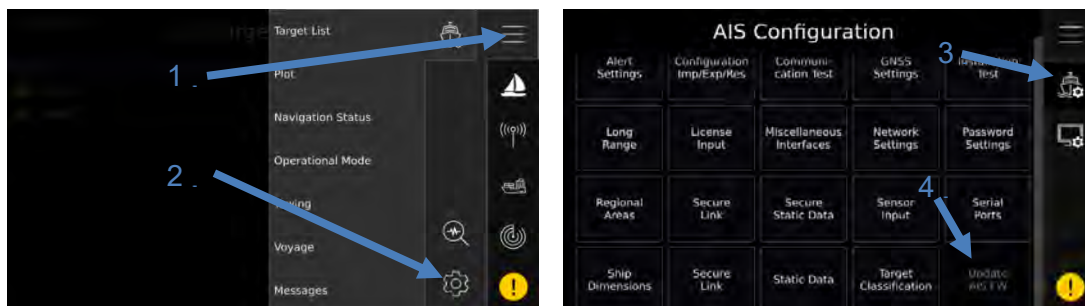 Target List
1 .
Plot
Navigation Status
Operational Mode
2 .
Voyage
Messages
!
AIS Configuration
3
Alert
Settings
Configuration
Imp/Exp/Res
Communi-
cation Test
GNSS
Settings
Test
Long
Range
License
Input
Miscellaneous
Interfaces
Network
Settings
Password
Settings
4
Regional
Areas
Secure
Link
Secure
Static Data
Sensor
Input
Serial
Ports
Ship
Dimensions
Secure
Link
Static Data
Target
Classification
Update
AIS FW
!